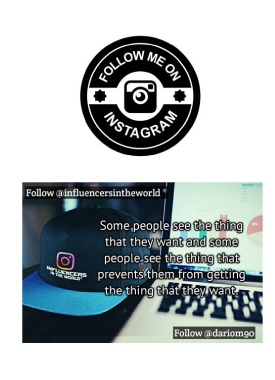 FOLLOW ME ON
INSTAGRAM
Follow @influencersintheworld ®
Some people see the thing
that they want and some
people see the thing that
prevents them from getting
the thing that they want.
INFLUENCERS
IN THE WORLD
Follow @dariom90